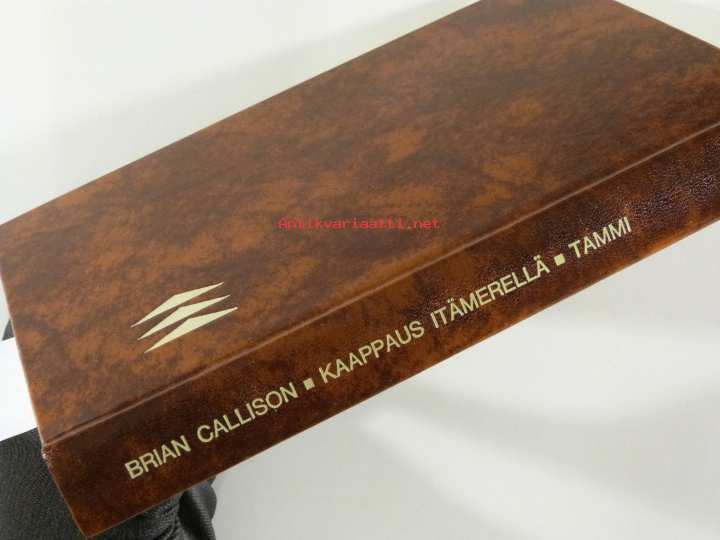 Antikvariaatti.net
BRIAN CALLISON ■ KAAPPAUS ITÄMERELLÄ ■ TAMMI